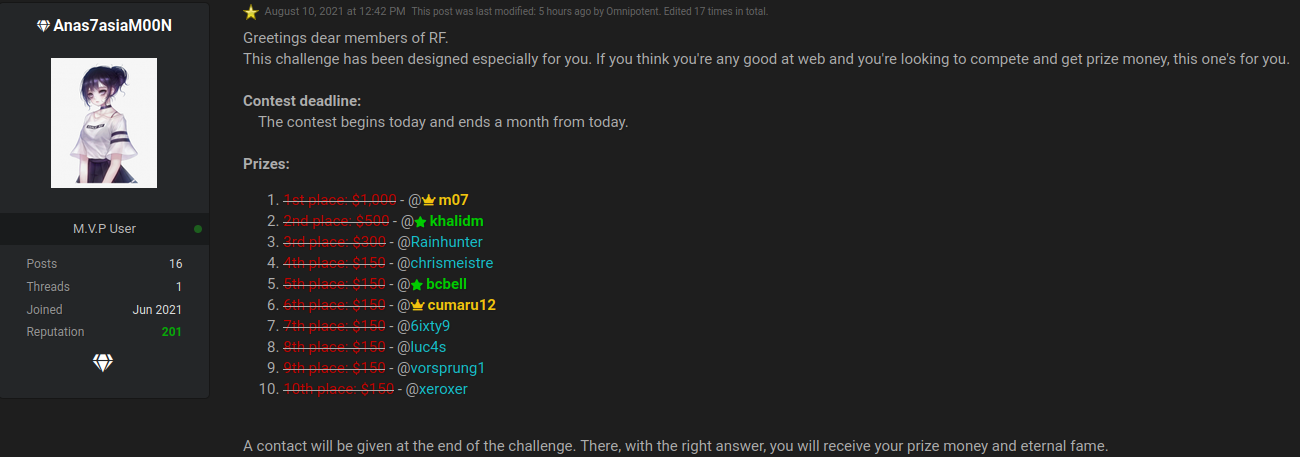 Anas7asiaM00N
M.V.P User
Posts 16
Threads 1
Joined Jun 2021
Reputation 201
August 10, 2021 at 12:42 PM This post was last modified: 5 hours ago by Omnipotent. Edited 17 times in total.
Greetings dear members of RF.
This challenge has been designed especially for you. If you think you're any good at web and you're looking to compete and get prize money, this one's for you.
Contest deadline:
The contest begins today and ends a month from today.
Prizes:
1. 1st place: $1,000 - @m07
2. 2nd place: $500 - @khalidm
3. 3rd place: $300 - @Rainhunter
4. 4th place: $150 - @chrismeistre
5. 5th place: $150 - @bcbell
6. 6th place: $150 - @cumaru12
7. 7th place: $150 - @6ixty9
8. 8th place: $150 - @luc4s
9. 9th place: $150 - @vorsprung1
10. 10th place: $150 - @xeroxer
A contact will be given at the end of the challenge. There, with the right answer, you will receive your prize money and eternal fame.